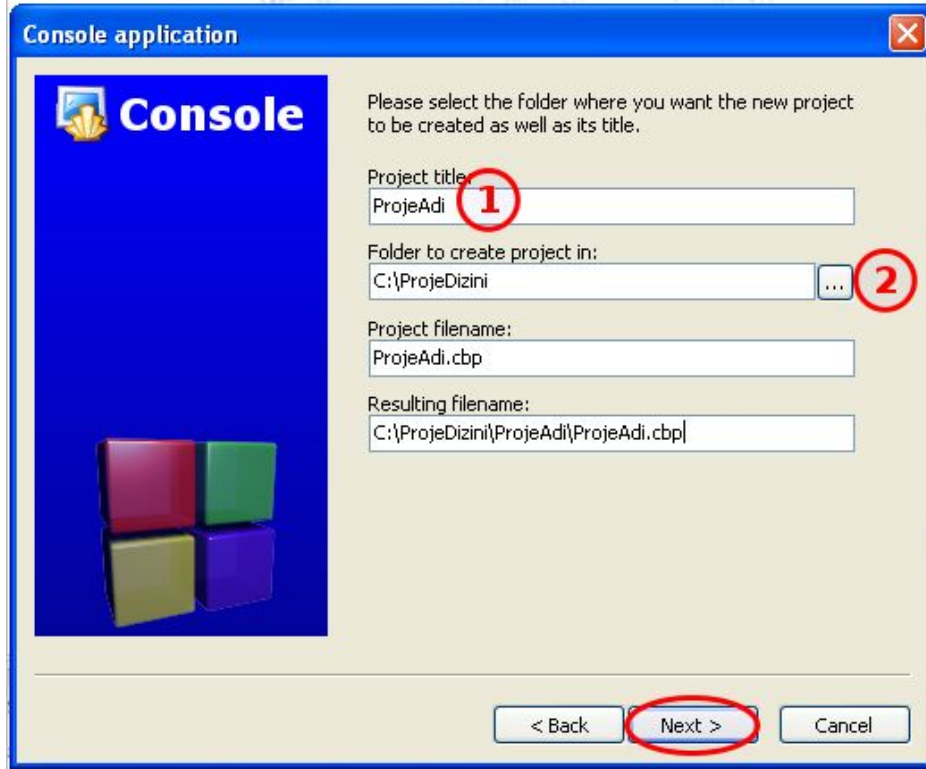 Console application
Console
Please select the folder where you want the new project
to be created as well as its title.
Project title:
ProjeAdi
1
Folder to create project in:
C:\ProjeDizini
...
2
Project filename:
ProjeAdi.cbp
Resulting filename:
C:\ProjeDizini\ProjeAdi\ProjeAdi.cbp
< Back
Next >
Cancel